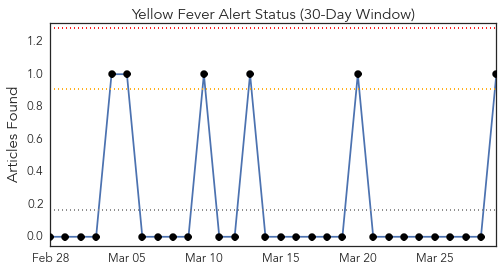 Yellow Fever Alert Status (30-Day Window)
Articles Found
1.2
1.0
0.8
0.6
0.4
0.2
0.0
Feb 28 Mar 05 Mar 10 Mar 15 Mar 20 Mar 25